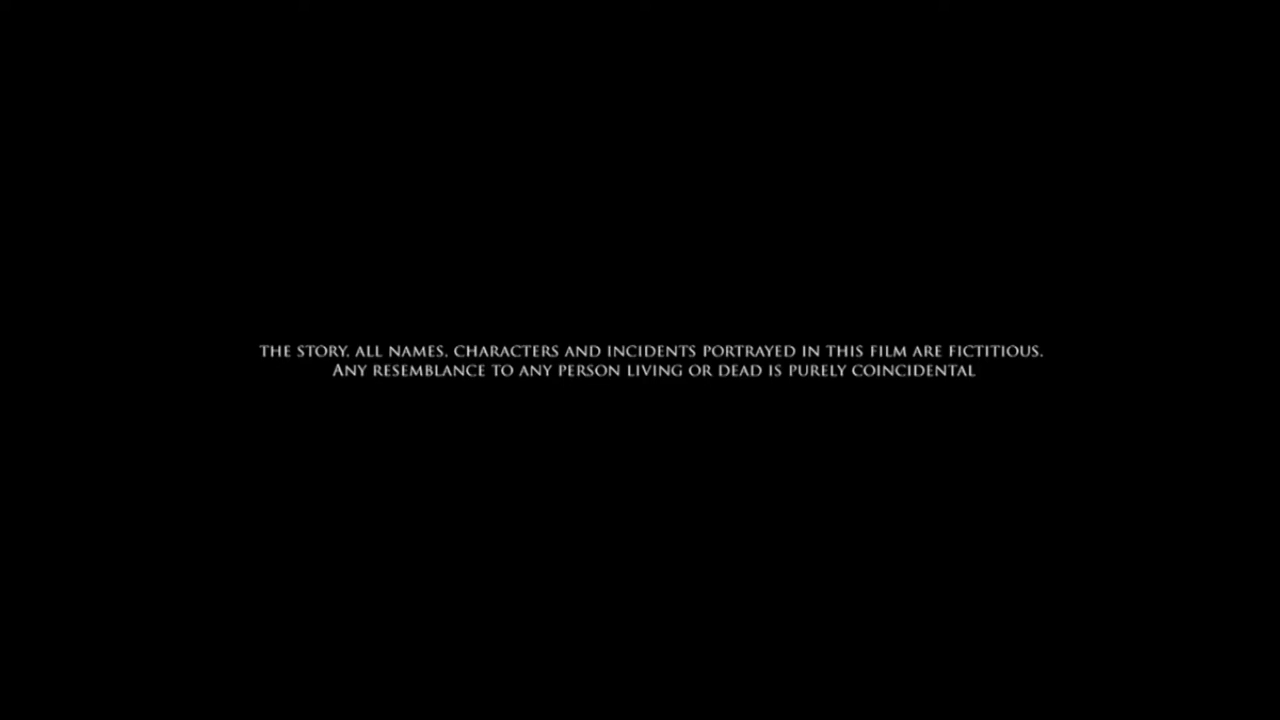 THE STORY, ALL NAMES, CHARACTERS AND INCIDENTS PORTRAYED IN THIS FILM ARE FICTITIOUS.
ANY RESEMBLANCE TO ANY PERSON LIVING OR DEAD IS PURELY COINCIDENTAL